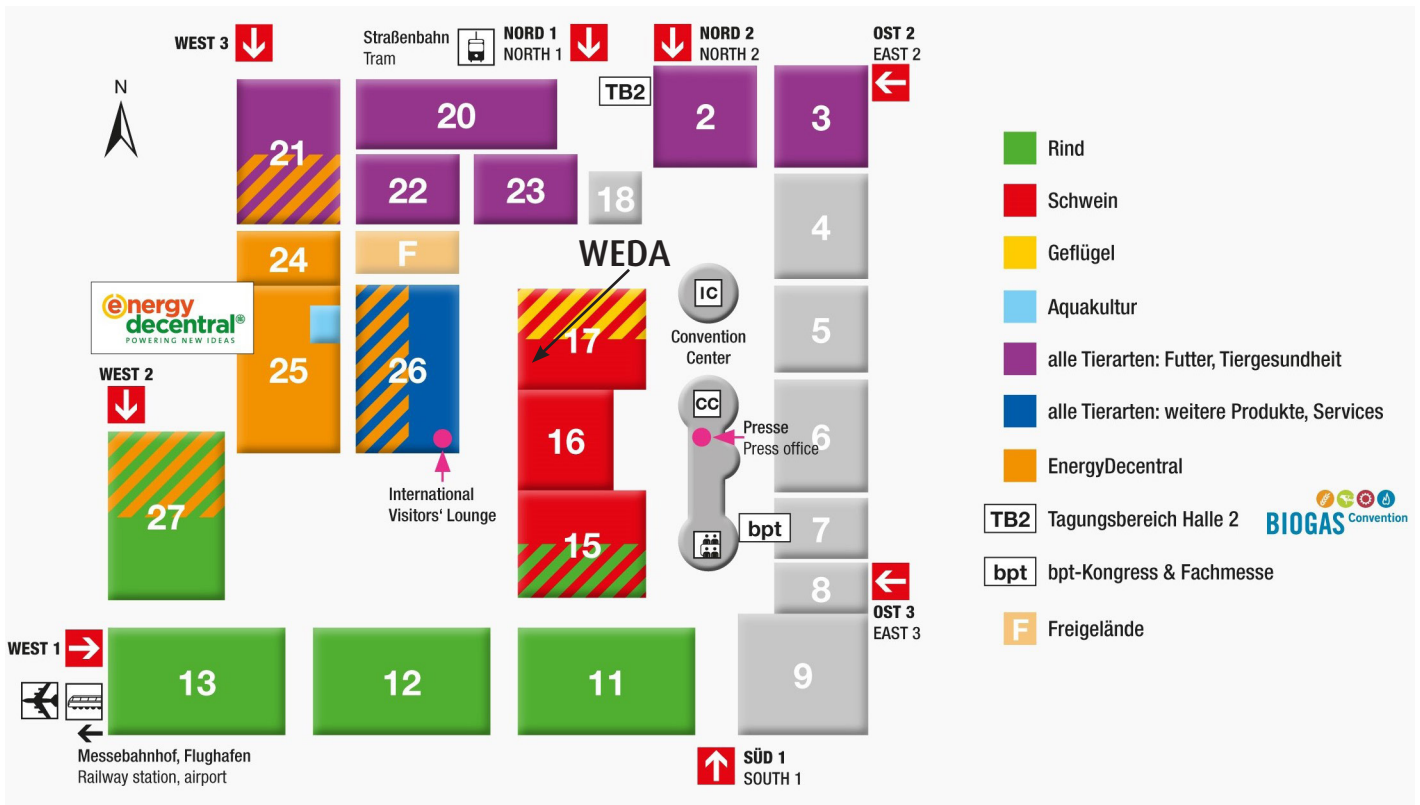 WEST 3
Straßenbahn
Tram
NORD 1
NORTH 1
NORD 2
NORTH 2
OST 2
EAST 2
N
TB2
20
2
3
21
22
23
18
4
24
F
WEDA
IC
Convention
Center
energy
decentral®
POWERING NEW IDEAS
25
26
17
5
WEST 2
CC
16
Presse
Press office
6
International
Visitors‘ Lounge
27
15
bpt
7
8
OST 3
EAST 3
WEST 1
13
12
11
9
Messebahnhof, Flughafen
Railway station, airport
SÜD 1
SOUTH 1
Rind
Schwein
Geflügel
Aquakultur
alle Tierarten: Futter, Tiergesundheit
alle Tierarten: weitere Produkte, Services
EnergyDecentral
TB2 Tagungsbereich Halle 2
BIOGAS Convention
bpt bpt-Kongress & Fachmesse
F Freigelände